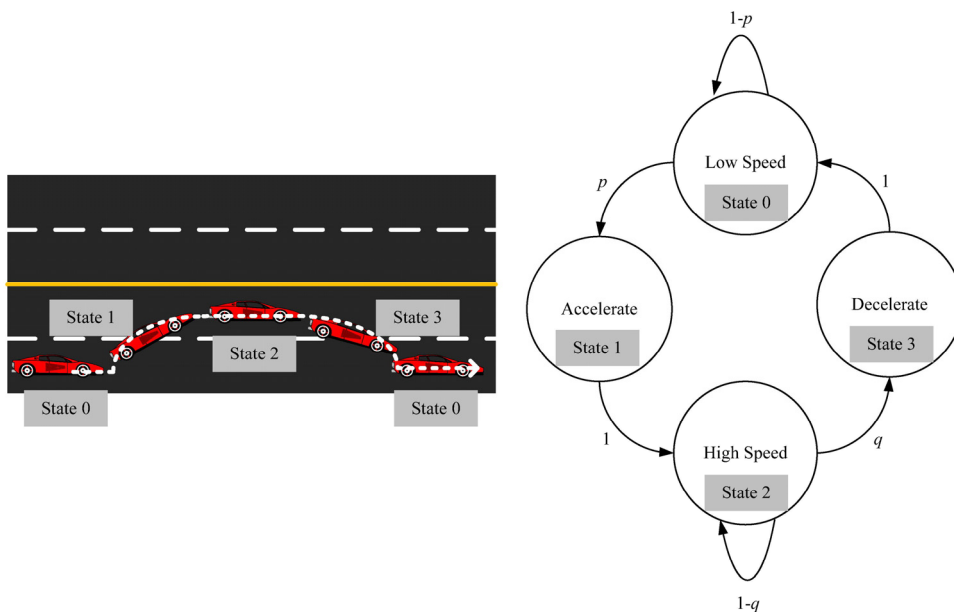 State 1
State 3
State 2
State 0
State 0
1-p
Low Speed
State 0
p
1
Accelerate
State 1
Decelerate
State 3
1
q
High Speed
State 2
1-q